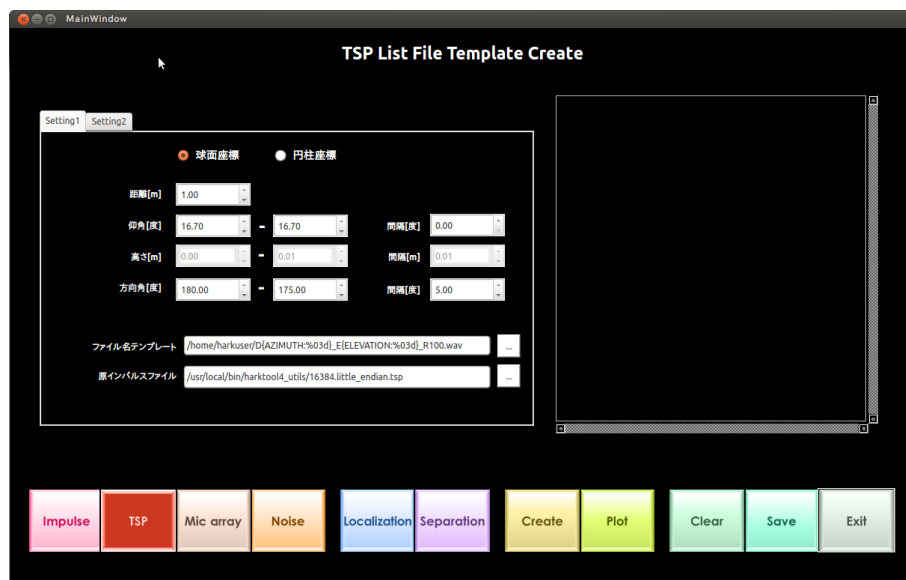 MainWindow
TSP List File Template Create
Setting1 Setting2
球面座標 円柱座標
距離[m] 1.00
仰角[度] 16.70 - 16.70 間隔[度] 0.00
高さ[m] 0.00 - 0.01 間隔[m] 0.01
方向角[度] 180.00 - 175.00 間隔[度] 5.00
ファイル名テンプレート /home/harkuser/D{AZIMUTH:%03d}_E{ELEVATION:%03d}_R100.wav ...
原インパルスファイル /usr/local/bin/harktool4_utils/16384.little_endian.tsp ...
Impulse TSP Mic array Noise Localization Separation Create Plot Clear Save Exit